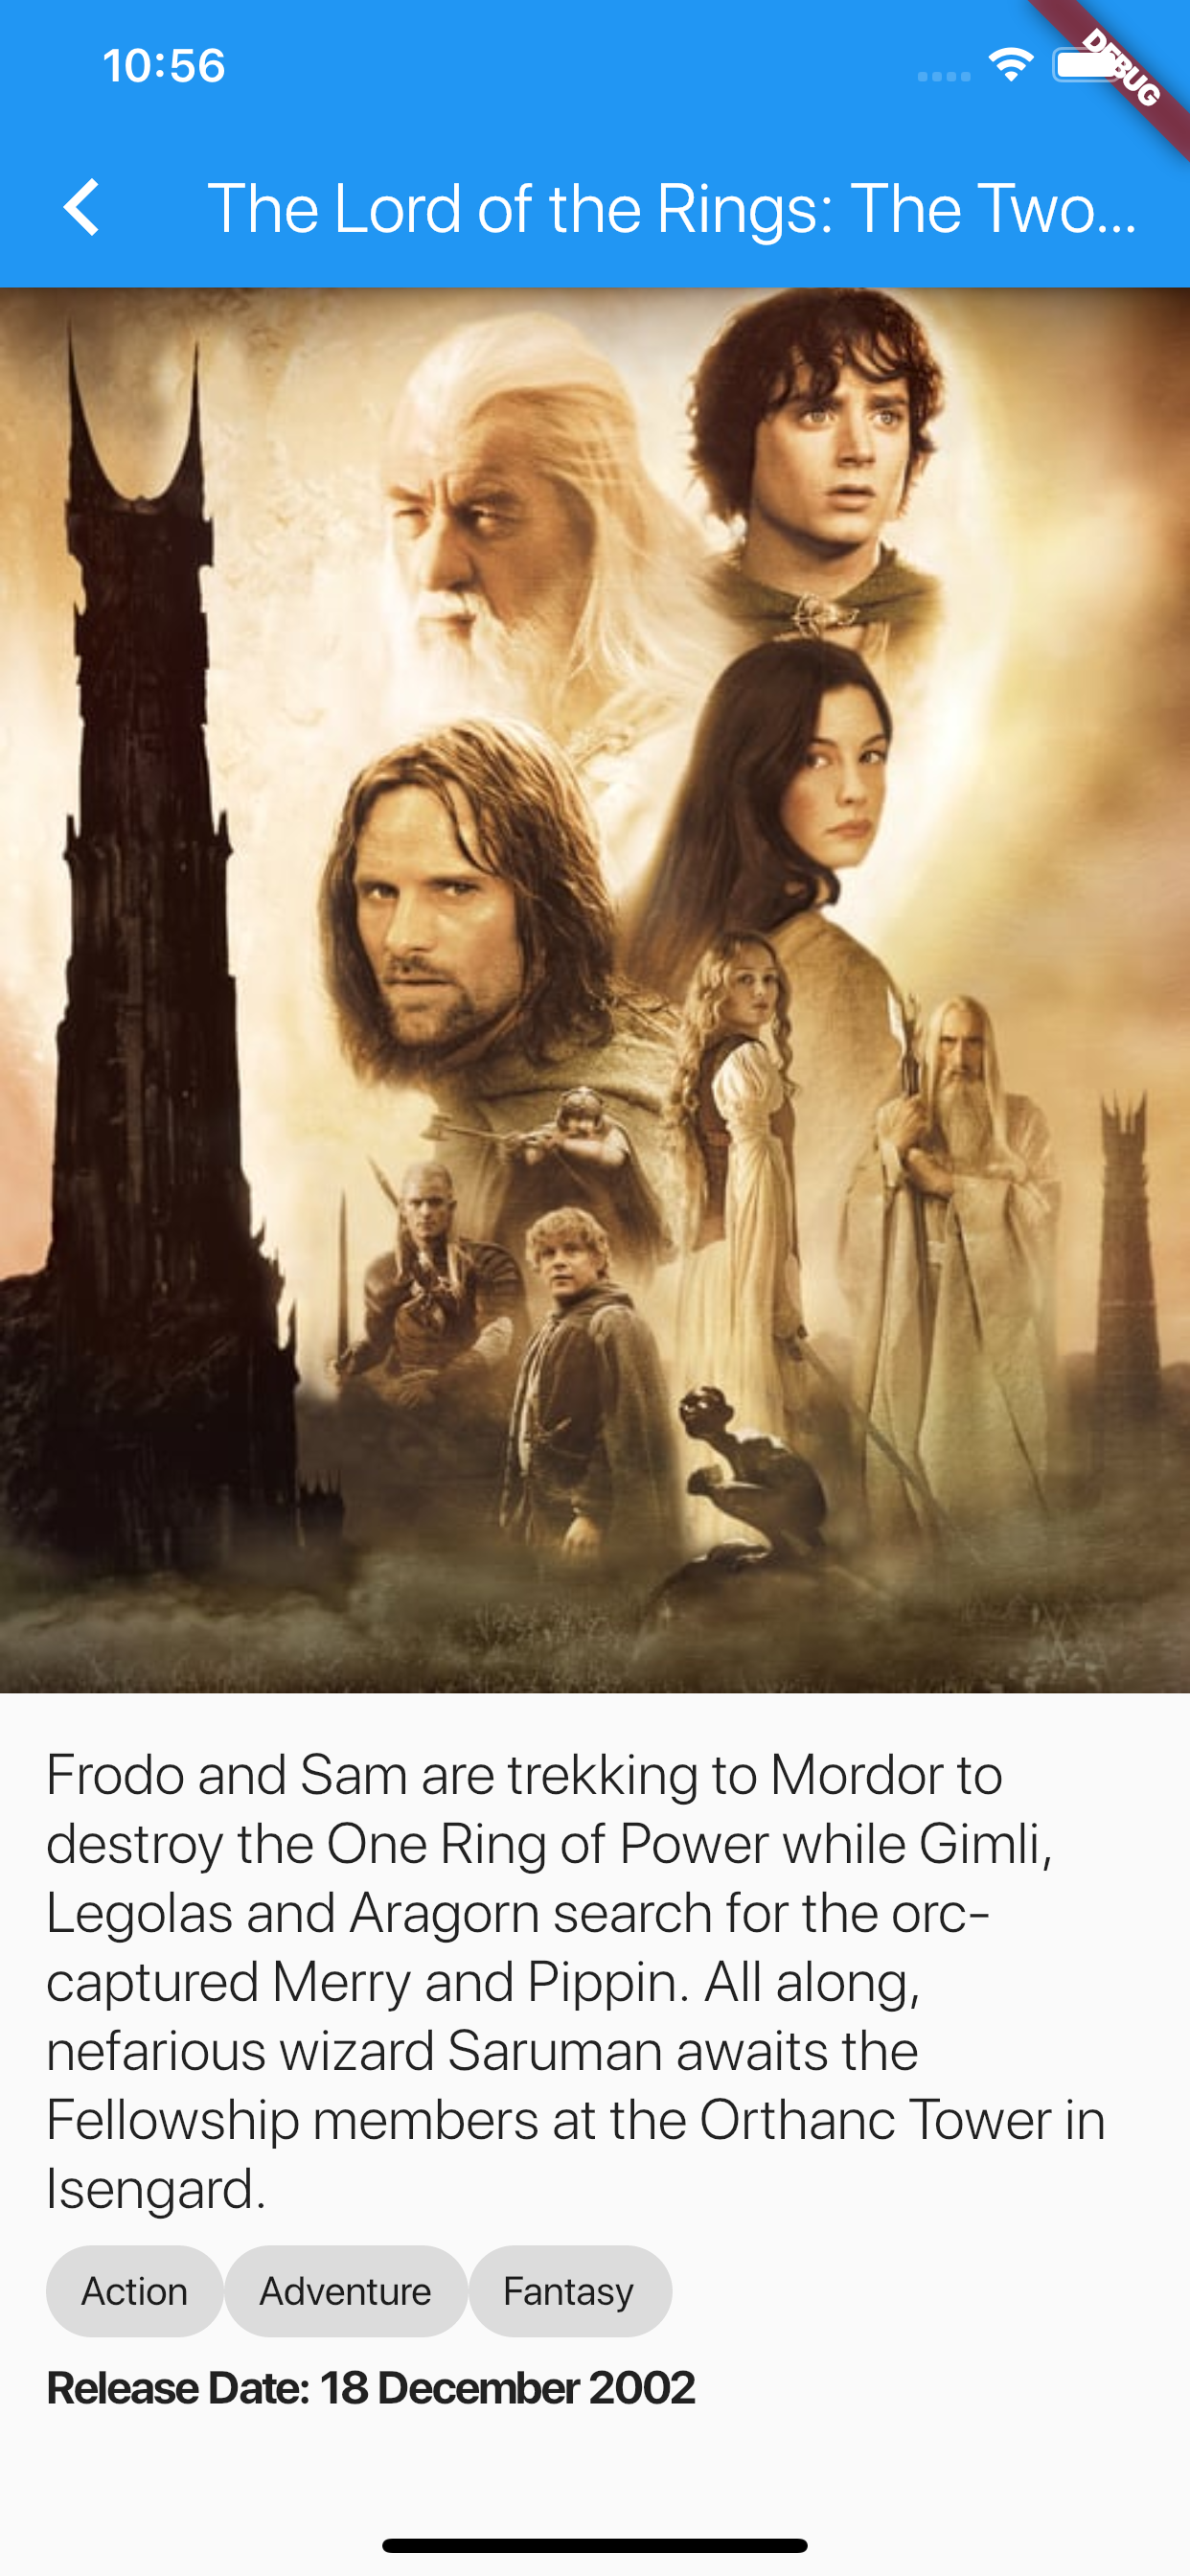 10:56
DEBUG
The Lord of the Rings: The Two...
Frodo and Sam are trekking to Mordor to
destroy the One Ring of Power while Gimli,
Legolas and Aragorn search for the orc-
captured Merry and Pippin. All along,
nefarious wizard Saruman awaits the
Fellowship members at the Orthanc Tower in
Isengard.
Action Adventure Fantasy
Release Date: 18 December 2002